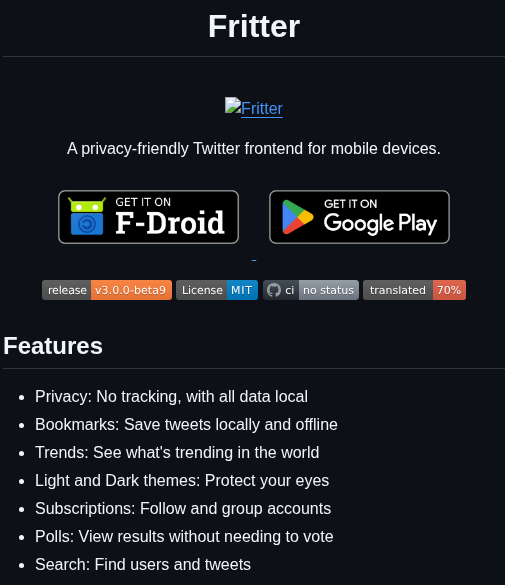 Fritter
Fritter
A privacy-friendly Twitter frontend for mobile devices.
GET IT ON
F-Droid
GET IT ON
Google Play
release v3.0.0-beta9 License MIT ci no status translated 70%
Features
Privacy: No tracking, with all data local
Bookmarks: Save tweets locally and offline
Trends: See what's trending in the world
Light and Dark themes: Protect your eyes
Subscriptions: Follow and group accounts
Polls: View results without needing to vote
Search: Find users and tweets